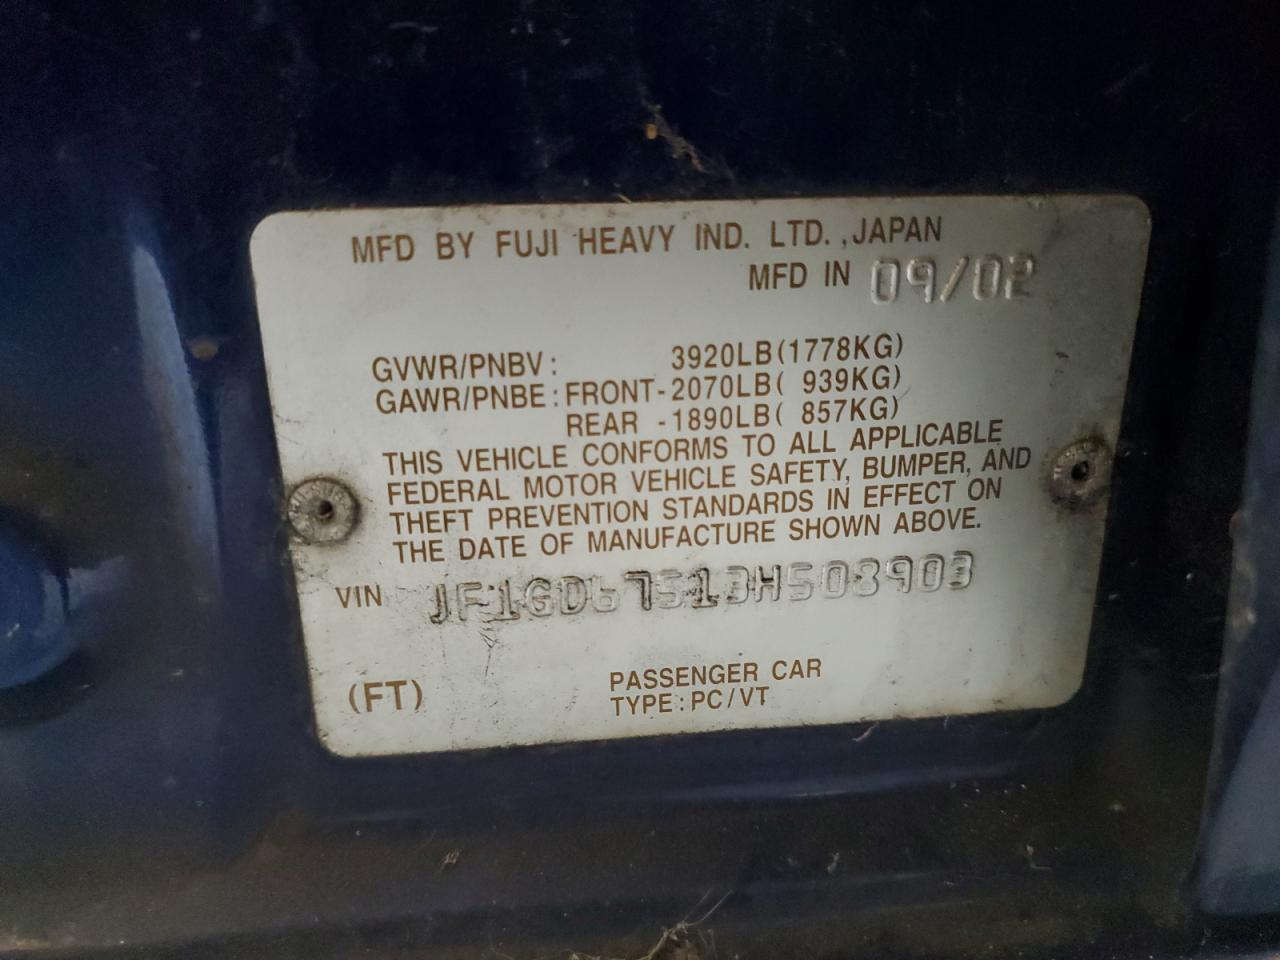 MFD BY FUJI HEAVY IND. LTD. ,JAPAN
MFD IN 09/02
GVWR/PNBV: 3920LB(1778KG)
GAWR/PNBE: FRONT-2070LB( 939KG)
REAR -1890LB( 857KG)
THIS VEHICLE CONFORMS TO ALL APPLICABLE
FEDERAL MOTOR VEHICLE SAFETY, BUMPER, AND
THEFT PREVENTION STANDARDS IN EFFECT ON
THE DATE OF MANUFACTURE SHOWN ABOVE.
VIN JF1GD67513H508903
(FT) PASSENGER CAR
TYPE: PC/VT